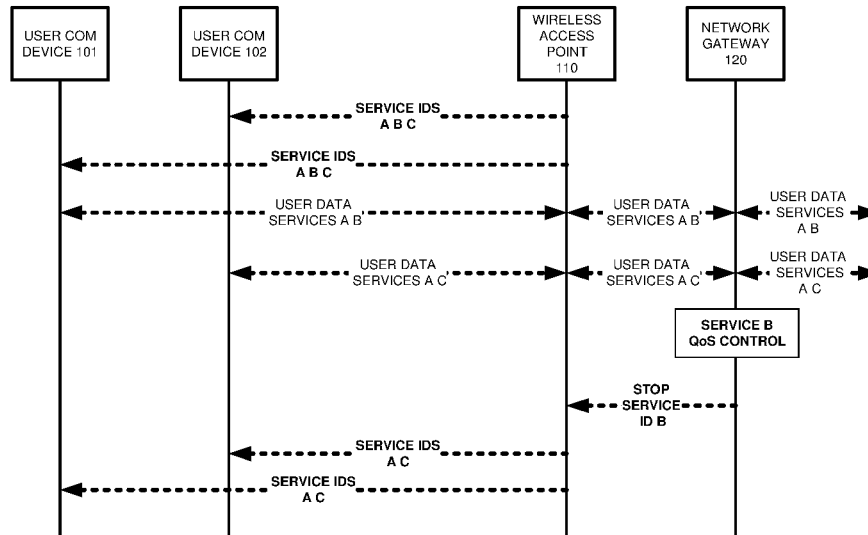 USER COM
DEVICE 101
USER COM
DEVICE 102
WIRELESS
ACCESS
POINT
110
NETWORK
GATEWAY
120
SERVICE IDS
A B C
SERVICE IDS
A B C
USER DATA
SERVICES A B
USER DATA
SERVICES A B
USER DATA
SERVICES
A B
USER DATA
SERVICES A C
USER DATA
SERVICES A C
USER DATA
SERVICES
A C
SERVICE B
QoS CONTROL
STOP
SERVICE
ID B
SERVICE IDS
A C
SERVICE IDS
A C